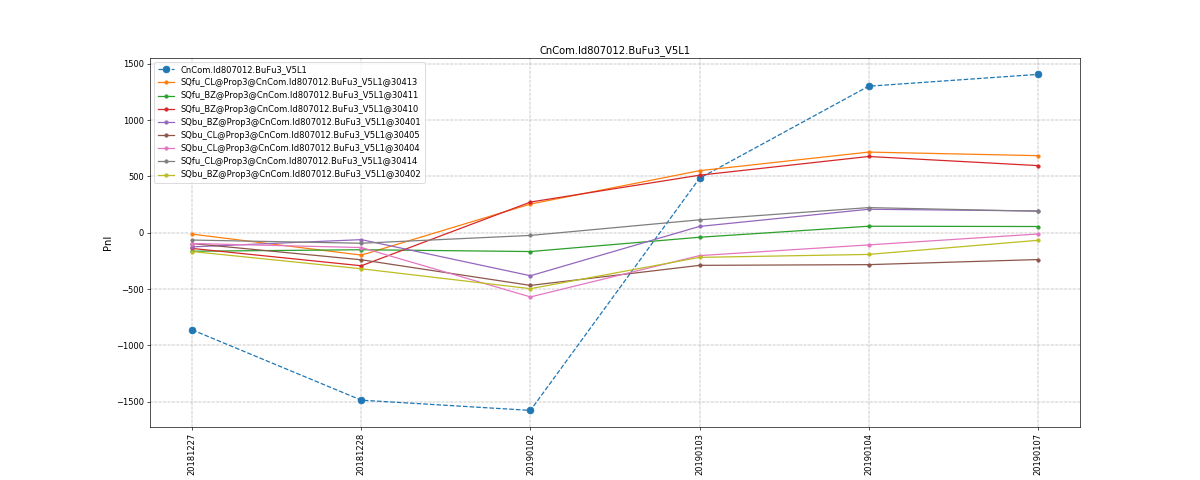 CnCom.Id807012.BuFu3_V5L1
CnCom.Id807012.BuFu3_V5L1
SQfu_CL@Prop3@CnCom.Id807012.BuFu3_V5L1@30413
SQfu_BZ@Prop3@CnCom.Id807012.BuFu3_V5L1@30411
SQfu_BZ@Prop3@CnCom.Id807012.BuFu3_V5L1@30410
SQbu_BZ@Prop3@CnCom.Id807012.BuFu3_V5L1@30401
SQbu_CL@Prop3@CnCom.Id807012.BuFu3_V5L1@30405
SQbu_CL@Prop3@CnCom.Id807012.BuFu3_V5L1@30404
SQfu_CL@Prop3@CnCom.Id807012.BuFu3_V5L1@30414
SQbu_BZ@Prop3@CnCom.Id807012.BuFu3_V5L1@30402
1500
1000
500
0
−500
−1000
−1500
Pnl
20181227
20181228
20190102
20190103
20190104
20190107